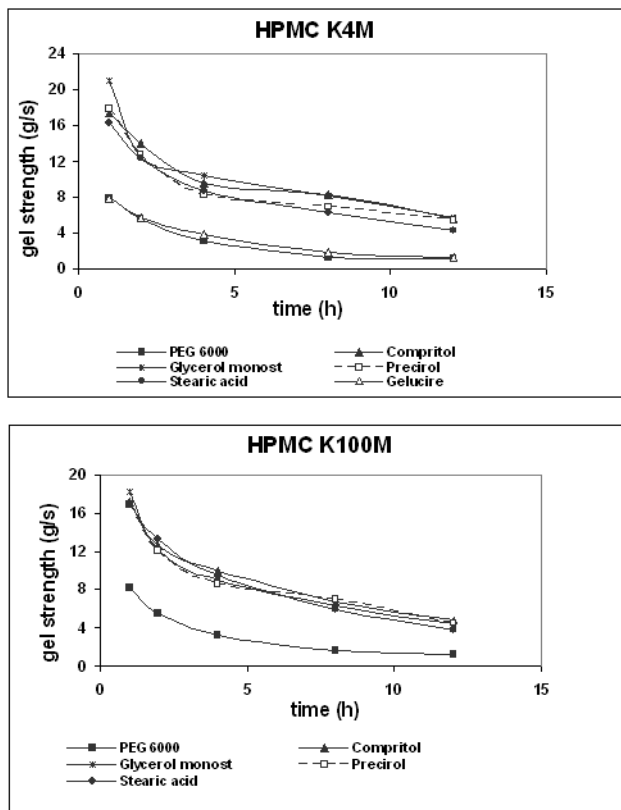 HPMC K4M
24
20
16
12
8
4
0
gel strength (g/s)
0 5 10 15
time (h)
PEG 6000 Compritol
Glycerol monost Precirol
Stearic acid Gelucire
HPMC K100M
20
16
12
8
4
0
gel strength (g/s)
0 5 10 15
time (h)
PEG 6000 Compritol
Glycerol monost Precirol
Stearic acid